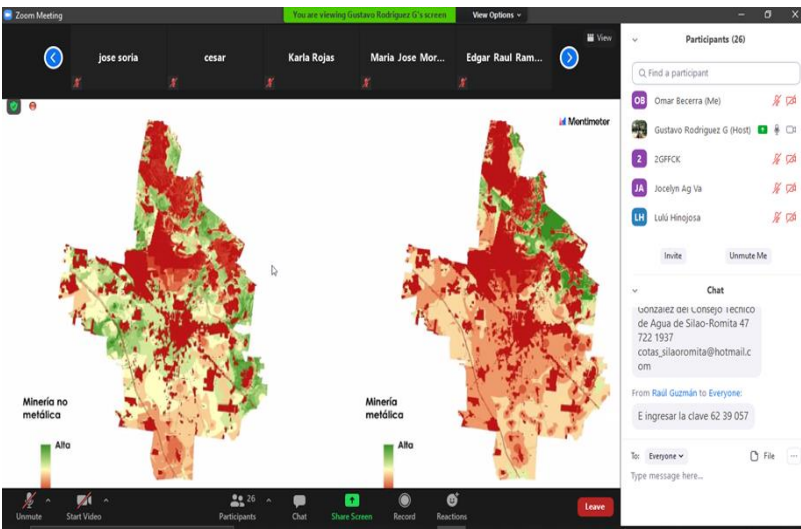 Zoom Meeting
You are viewing Gustavo Rodriguez G's screen
View Options
View
jose soria
cesar
Karla Rojas
Maria Jose Mor...
Edgar Raul Ram...
Mentimeter
Minería no
metálica
Alta
Minería
metálica
Alta
Unmute
Start Video
26
Participants
Chat
Share Screen
Record
Reactions
Leave
Participants (26)
Find a participant
OB Omar Becerra (Me)
Gustavo Rodriguez G (Host)
2 2GFFCK
JA Jocelyn Ag Va
LH Lulú Hinojosa
Invite
Unmute Me
Chat
Gonzalez del Consejo Técnico
de Agua de Silao-Romita 47
722 1937
cotas_silaoromita@hotmail.c
om
From Raúl Guzmán to Everyone:
E ingresar la clave 62 39 057
To: Everyone
File
Type message here...